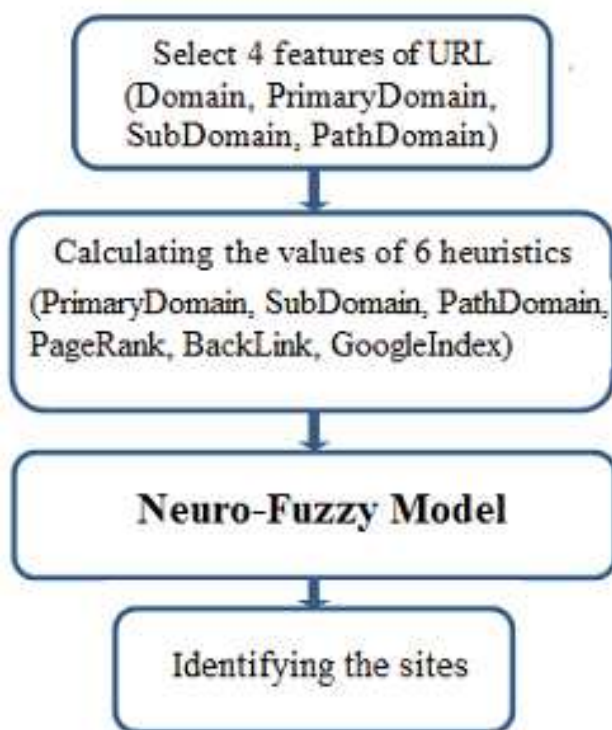 Select 4 features of URL
(Domain, PrimaryDomain,
SubDomain, PathDomain)
Calculating the values of 6 heuristics
(PrimaryDomain, SubDomain, PathDomain,
PageRank, BackLink, GoogleIndex)
Neuro-Fuzzy Model
Identifying the sites